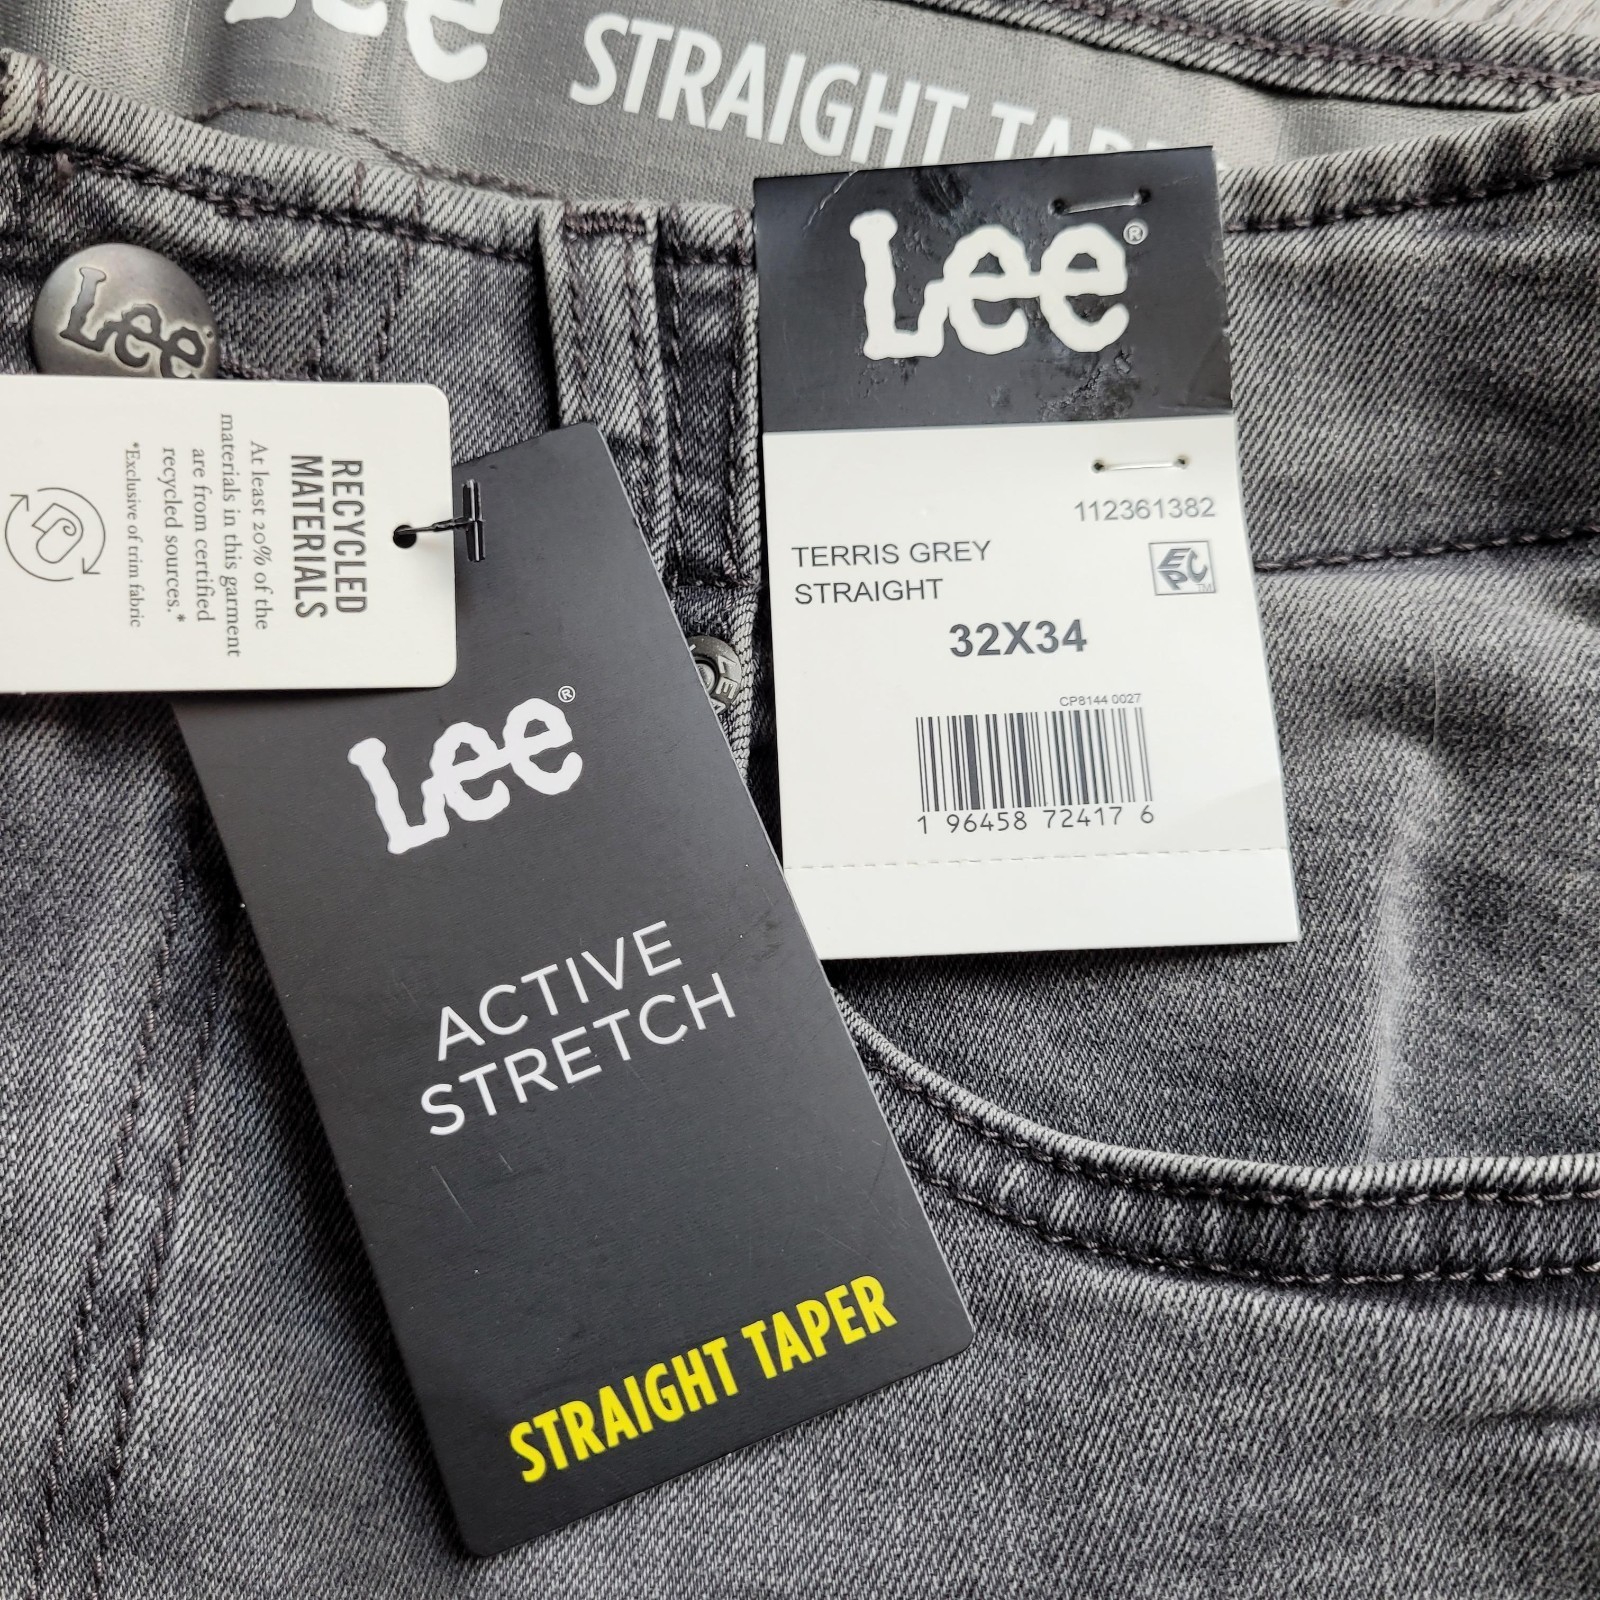 Lee
STRAIGHT TAPER
Lee
RECYCLED
MATERIALS
At least 20% of the
materials in this garment
are from certified
recycled sources.*
*Exclusive of trim fabric
Lee®
ACTIVE
STRETCH
STRAIGHT TAPER
Lee®
112361382
TERRIS GREY
STRAIGHT
EPC™
32X34
CP8144 0027
1 96458 72417 6